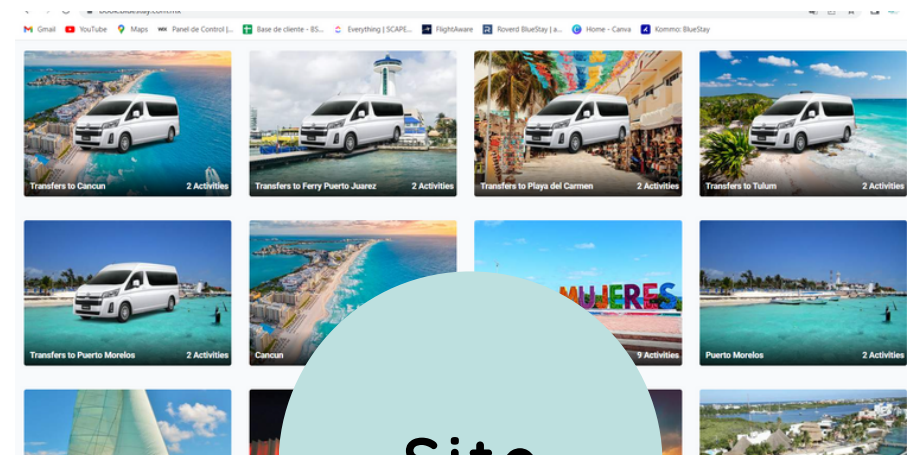 Gmail YouTube Maps WIX Panel de Control |... Base de cliente - BS... Everything | SCAPE... FlightAware Roverd BlueStay | a... Home - Canva Kommo: BlueStay
Transfers to Cancun 2 Activities
Transfers to Ferry Puerto Juarez 2 Activities
Transfers to Playa del Carmen 2 Activities
Transfers to Tulum 2 Activities
MUJERES
Transfers to Puerto Morelos 2 Activities
Cancun
9 Activities
Puerto Morelos 2 Activities
Site